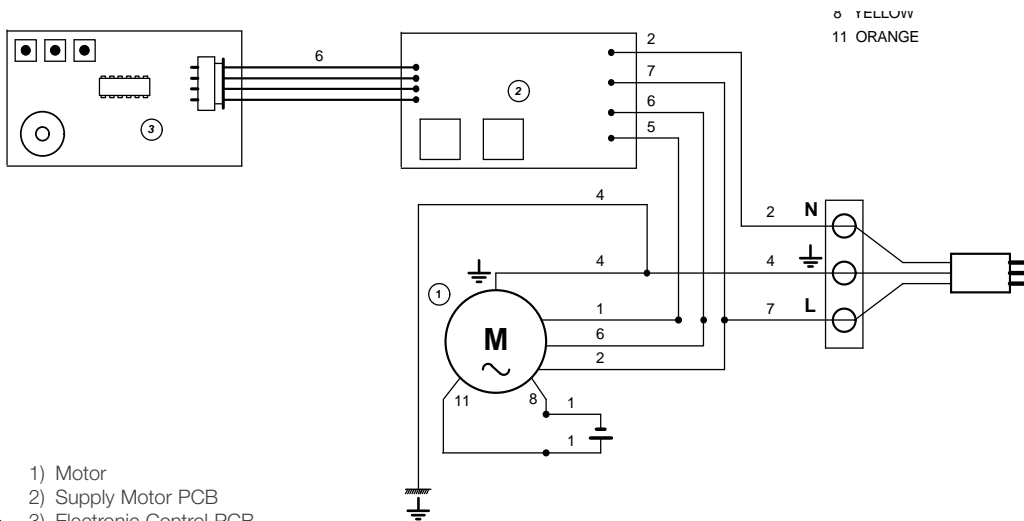 8 YELLOW
11 ORANGE
2
6
7
2
6
3
5
4
2 N
4
4
1
1
7 L
M
6
2
11
8
1
1
1) Motor
2) Supply Motor PCB
3) Electronic Control PCB